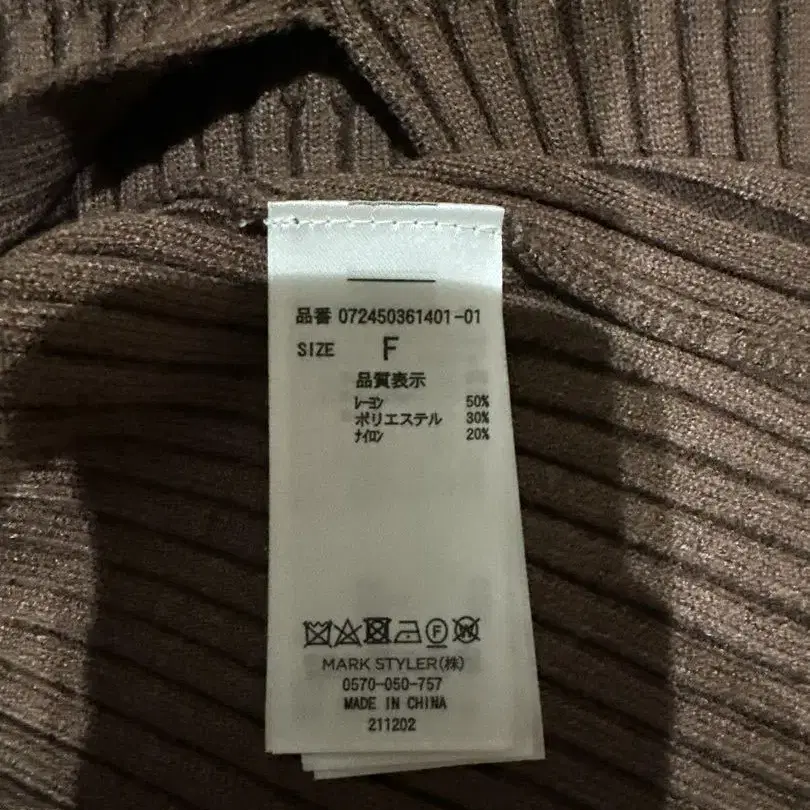 品番 072450361401-01
SIZE F
品質表示
レーヨン 50%
ポリエステル 30%
ナイロン 20%
F W
MARK STYLER(株)
0570-050-757
MADE IN CHINA
211202